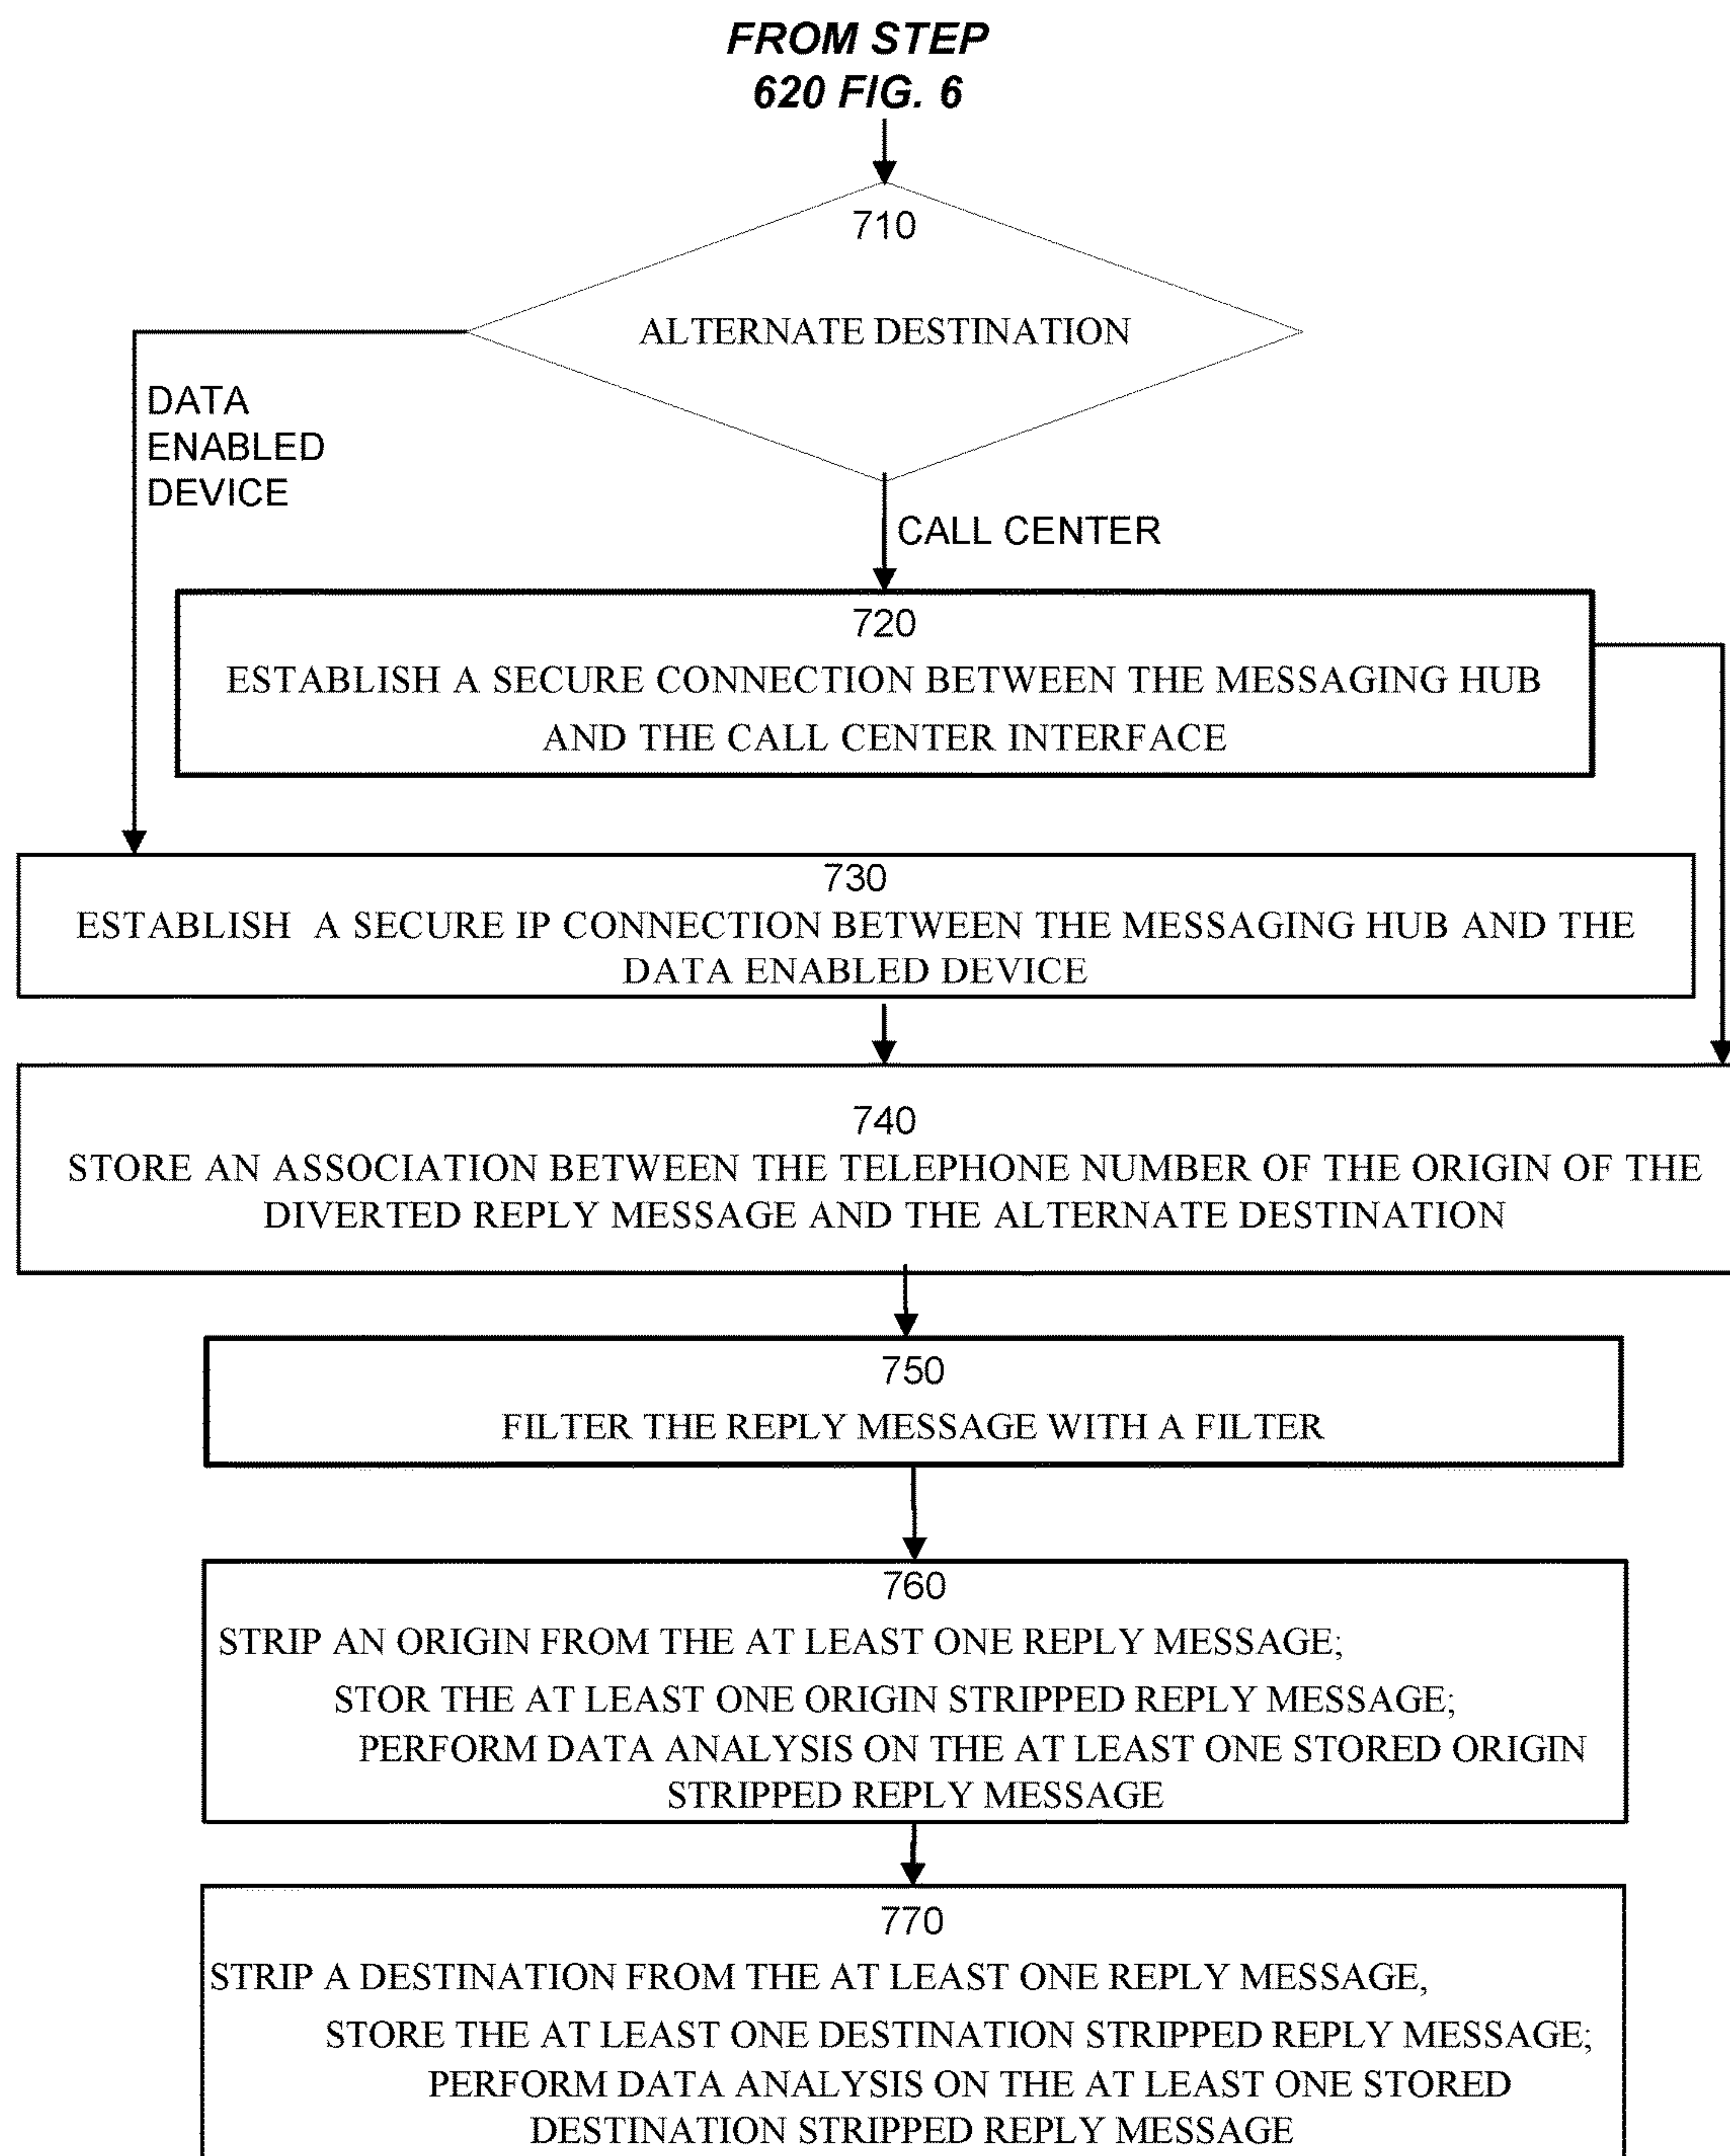 FROM STEP
620 FIG. 6
710
ALTERNATE DESTINATION
DATA
ENABLED
DEVICE
CALL CENTER
720
ESTABLISH A SECURE CONNECTION BETWEEN THE MESSAGING HUB
AND THE CALL CENTER INTERFACE
730
ESTABLISH A SECURE IP CONNECTION BETWEEN THE MESSAGING HUB AND THE
DATA ENABLED DEVICE
740
STORE AN ASSOCIATION BETWEEN THE TELEPHONE NUMBER OF THE ORIGIN OF THE
DIVERTED REPLY MESSAGE AND THE ALTERNATE DESTINATION
750
FILTER THE REPLY MESSAGE WITH A FILTER
760
STRIP AN ORIGIN FROM THE AT LEAST ONE REPLY MESSAGE;
STOR THE AT LEAST ONE ORIGIN STRIPPED REPLY MESSAGE;
PERFORM DATA ANALYSIS ON THE AT LEAST ONE STORED ORIGIN
STRIPPED REPLY MESSAGE
770
STRIP A DESTINATION FROM THE AT LEAST ONE REPLY MESSAGE,
STORE THE AT LEAST ONE DESTINATION STRIPPED REPLY MESSAGE;
PERFORM DATA ANALYSIS ON THE AT LEAST ONE STORED
DESTINATION STRIPPED REPLY MESSAGE